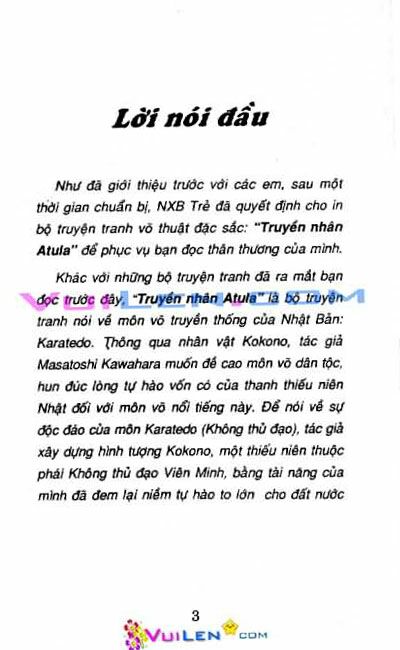 Lời nói đầu
Như đã giới thiệu trước với các em, sau một
thời gian chuẩn bị, NXB Trẻ đã quyết định cho in
bộ truyện tranh võ thuật đặc sắc: “Truyền nhân
Atula” để phục vụ bạn đọc thân thương của mình.
Khác với những bộ truyện tranh đã ra mắt bạn
đọc trước đây, “Truyền nhân Atula” là bộ truyện
VUILEN.COM
tranh nói về môn võ truyền thống của Nhật Bản:
Karatedo. Thông qua nhân vật Kokono, tác giả
Masatoshi Kawahara muốn đề cao môn võ dân tộc,
hun đúc lòng tự hào vốn có của thanh thiếu niên
Nhật đối với môn võ nổi tiếng này. Để nói về sự
độc đáo của môn Karatedo (Không thủ đạo), tác giả
xây dựng hình tượng Kokono, một thiếu niên thuộc
phái Không thủ đạo Viên Minh, bằng tài năng của
mình đã đem lại niềm tự hào to lớn cho đất nước
3
VUILEN COM